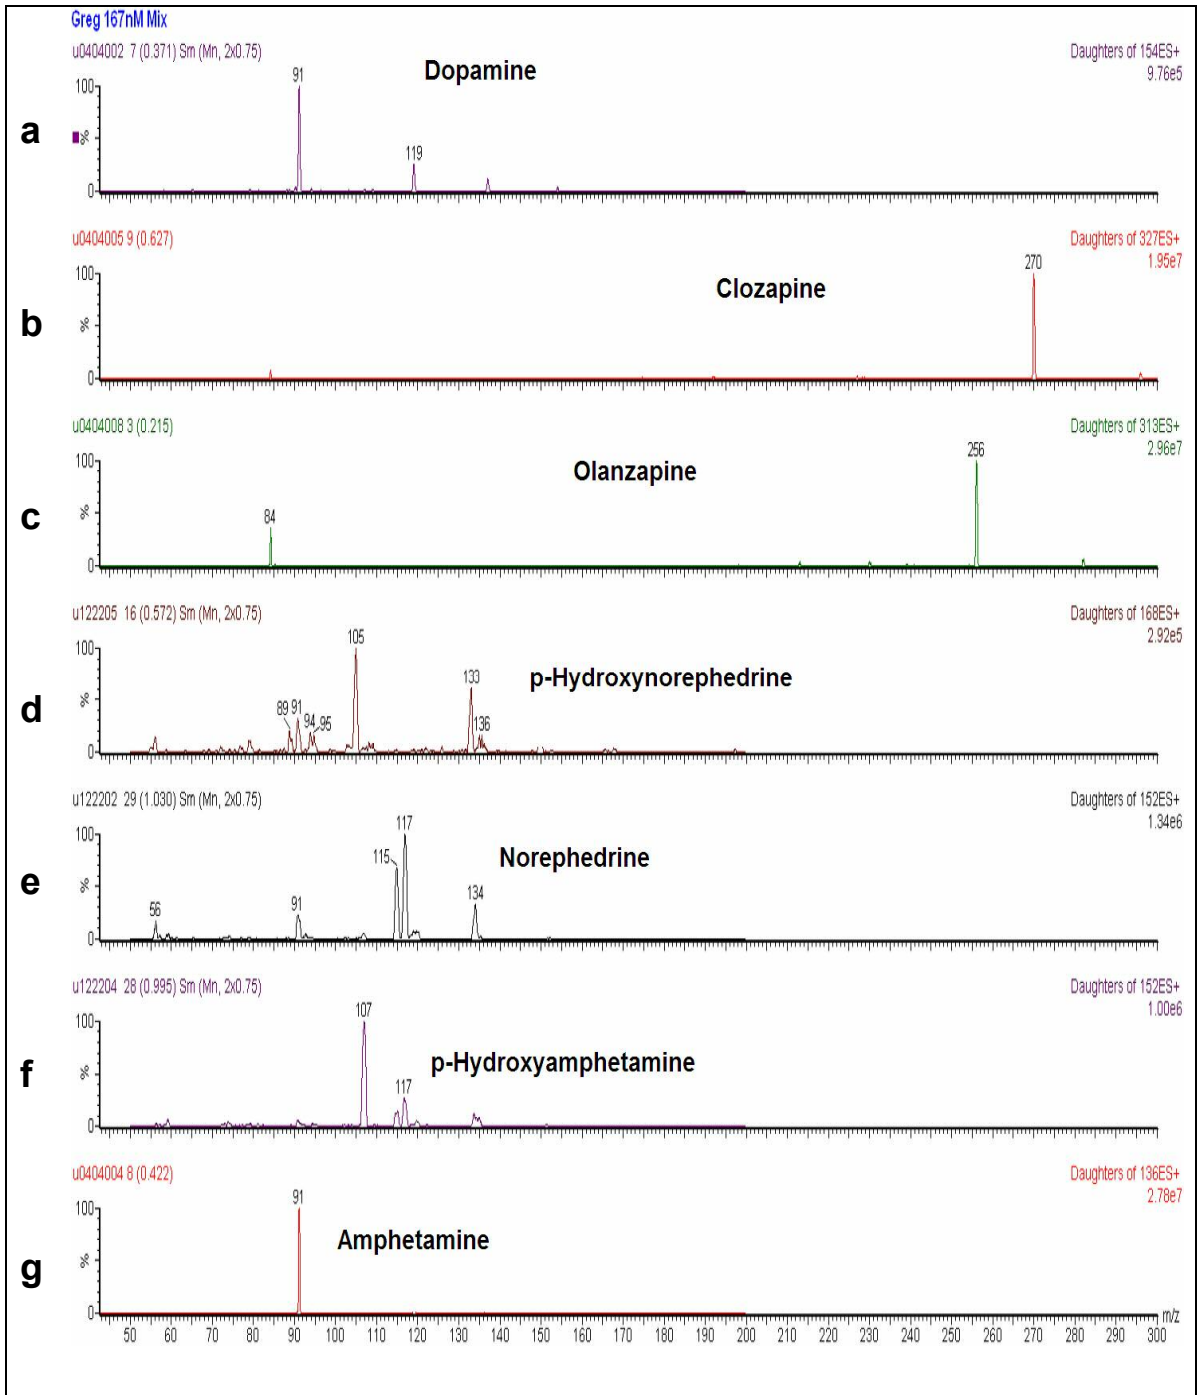 Greg 167nM Mix
u0404002 7 (0.371) Sm (Mn, 2x0.75)
Daughters of 154ES+
9.76e5
a
Dopamine
100
%
0
91
119
u0404005 9 (0.627)
Daughters of 327ES+
1.95e7
b
Clozapine
100
%
0
270
u0404008 3 (0.215)
Daughters of 313ES+
2.96e7
c
Olanzapine
100
%
0
84
256
u122205 16 (0.572) Sm (Mn, 2x0.75)
Daughters of 168ES+
2.92e5
d
p-Hydroxynorephedrine
100
%
0
89 91 94 95
105
133
136
u122202 29 (1.030) Sm (Mn, 2x0.75)
Daughters of 152ES+
1.34e6
e
Norephedrine
100
%
0
56
91
115
117
134
u122204 28 (0.995) Sm (Mn, 2x0.75)
Daughters of 152ES+
1.00e6
f
p-Hydroxyamphetamine
100
%
0
107
117
u0404004 8 (0.422)
Daughters of 136ES+
2.78e7
g
Amphetamine
100
%
0
91
m/z
50 60 70 80 90 100 110 120 130 140 150 160 170 180 190 200 210 220 230 240 250 260 270 280 290 300